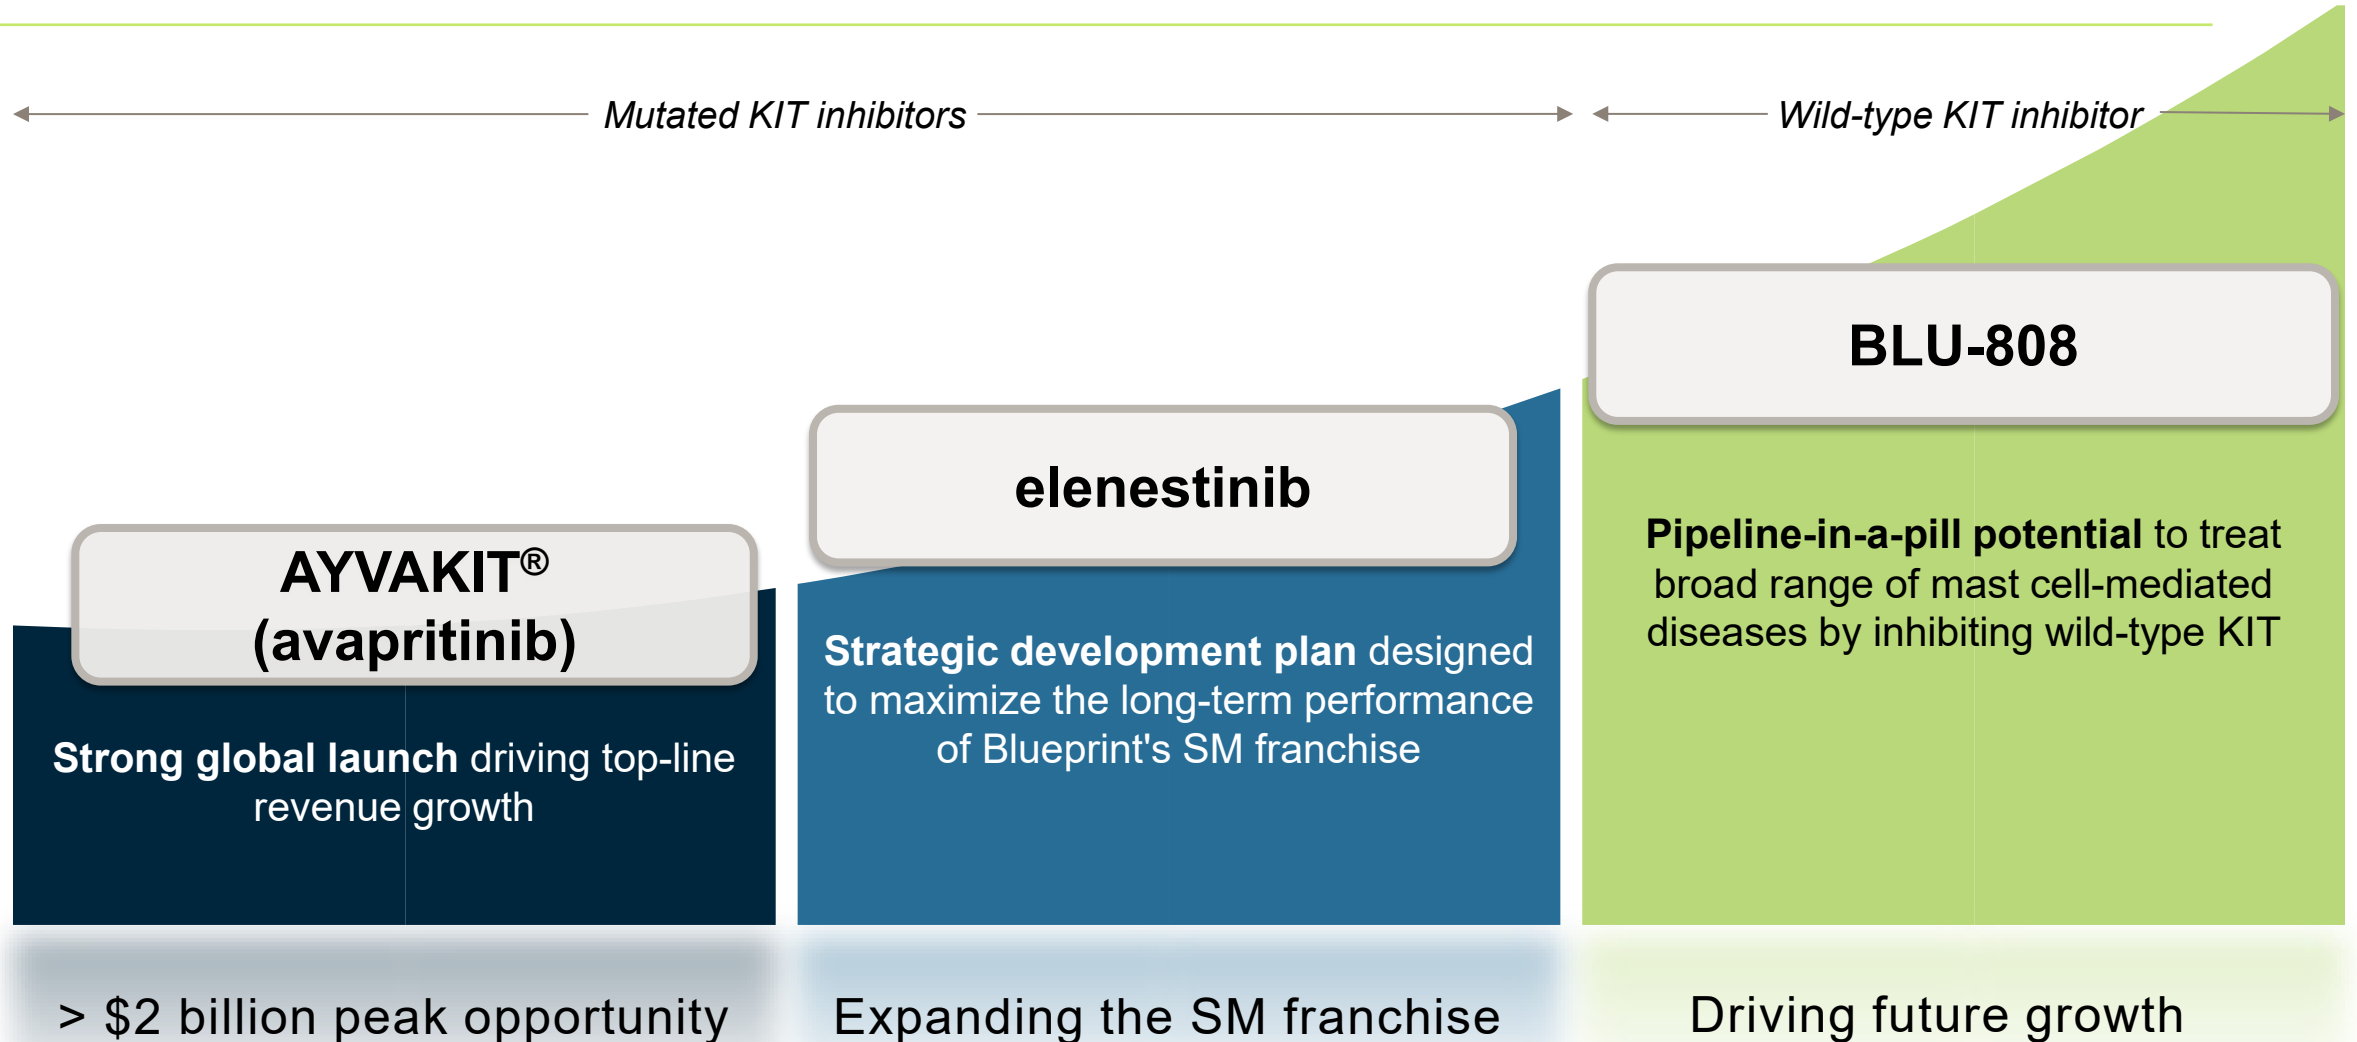 Mutated KIT inhibitors
Wild-type KIT inhibitor
AYVAKIT®
(avapritinib)
Strong global launch driving top-line
revenue growth
> $2 billion peak opportunity
elenestinib
Strategic development plan designed
to maximize the long-term performance
of Blueprint's SM franchise
Expanding the SM franchise
BLU-808
Pipeline-in-a-pill potential to treat
broad range of mast cell-mediated
diseases by inhibiting wild-type KIT
Driving future growth